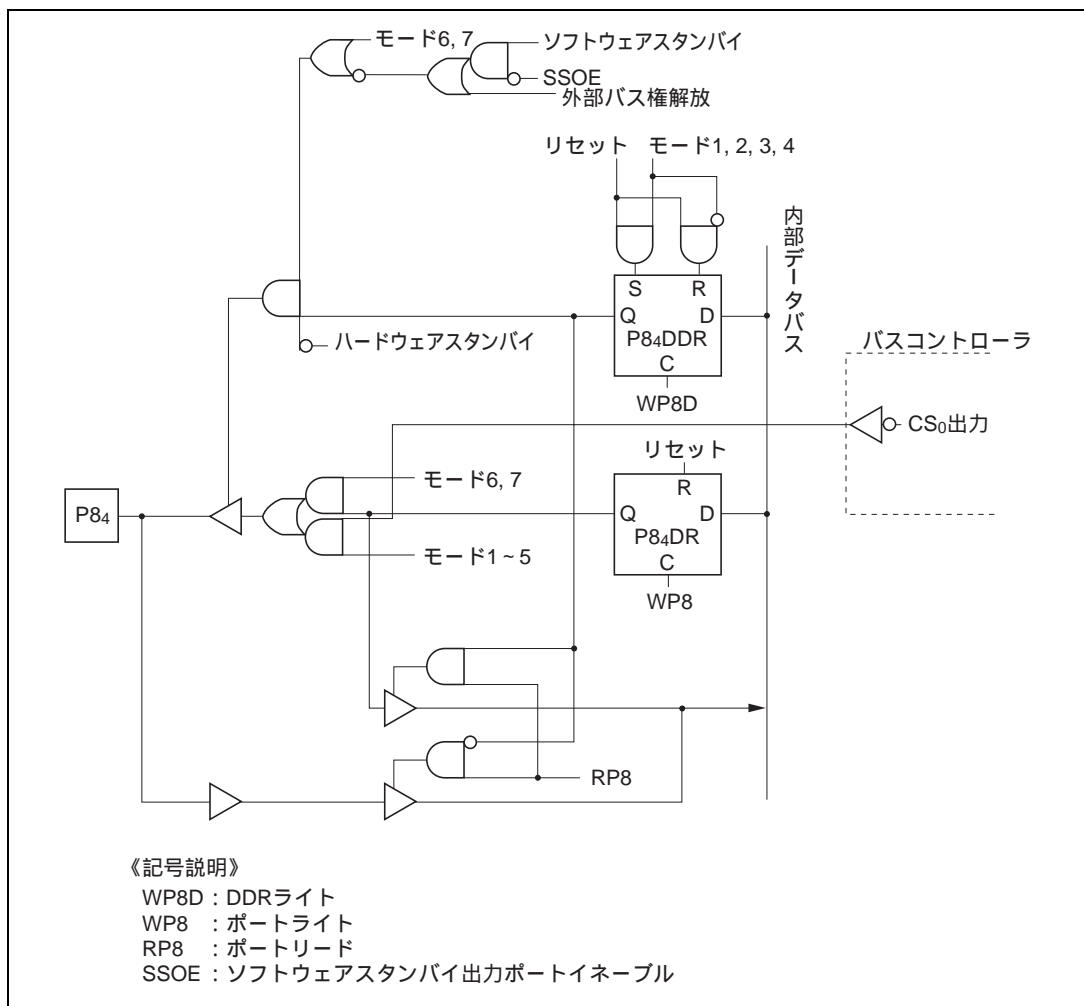 モード6, 7
ソフトウェアスタンバイ
SSOE
外部バス権解放
リセット
モード1, 2, 3, 4
内部データバス
S
R
Q
D
P84DDR
C
WP8D
ハードウェアスタンバイ
バスコントローラ
CS0出力
リセット
モード6, 7
R
P84
Q
D
P84DR
C
モード1~5
WP8
RP8
《記号説明》
WP8D : DDRライト
WP8 : ポートライト
RP8 : ポートリード
SSOE : ソフトウェアスタンバイ出力ポートイネーブル